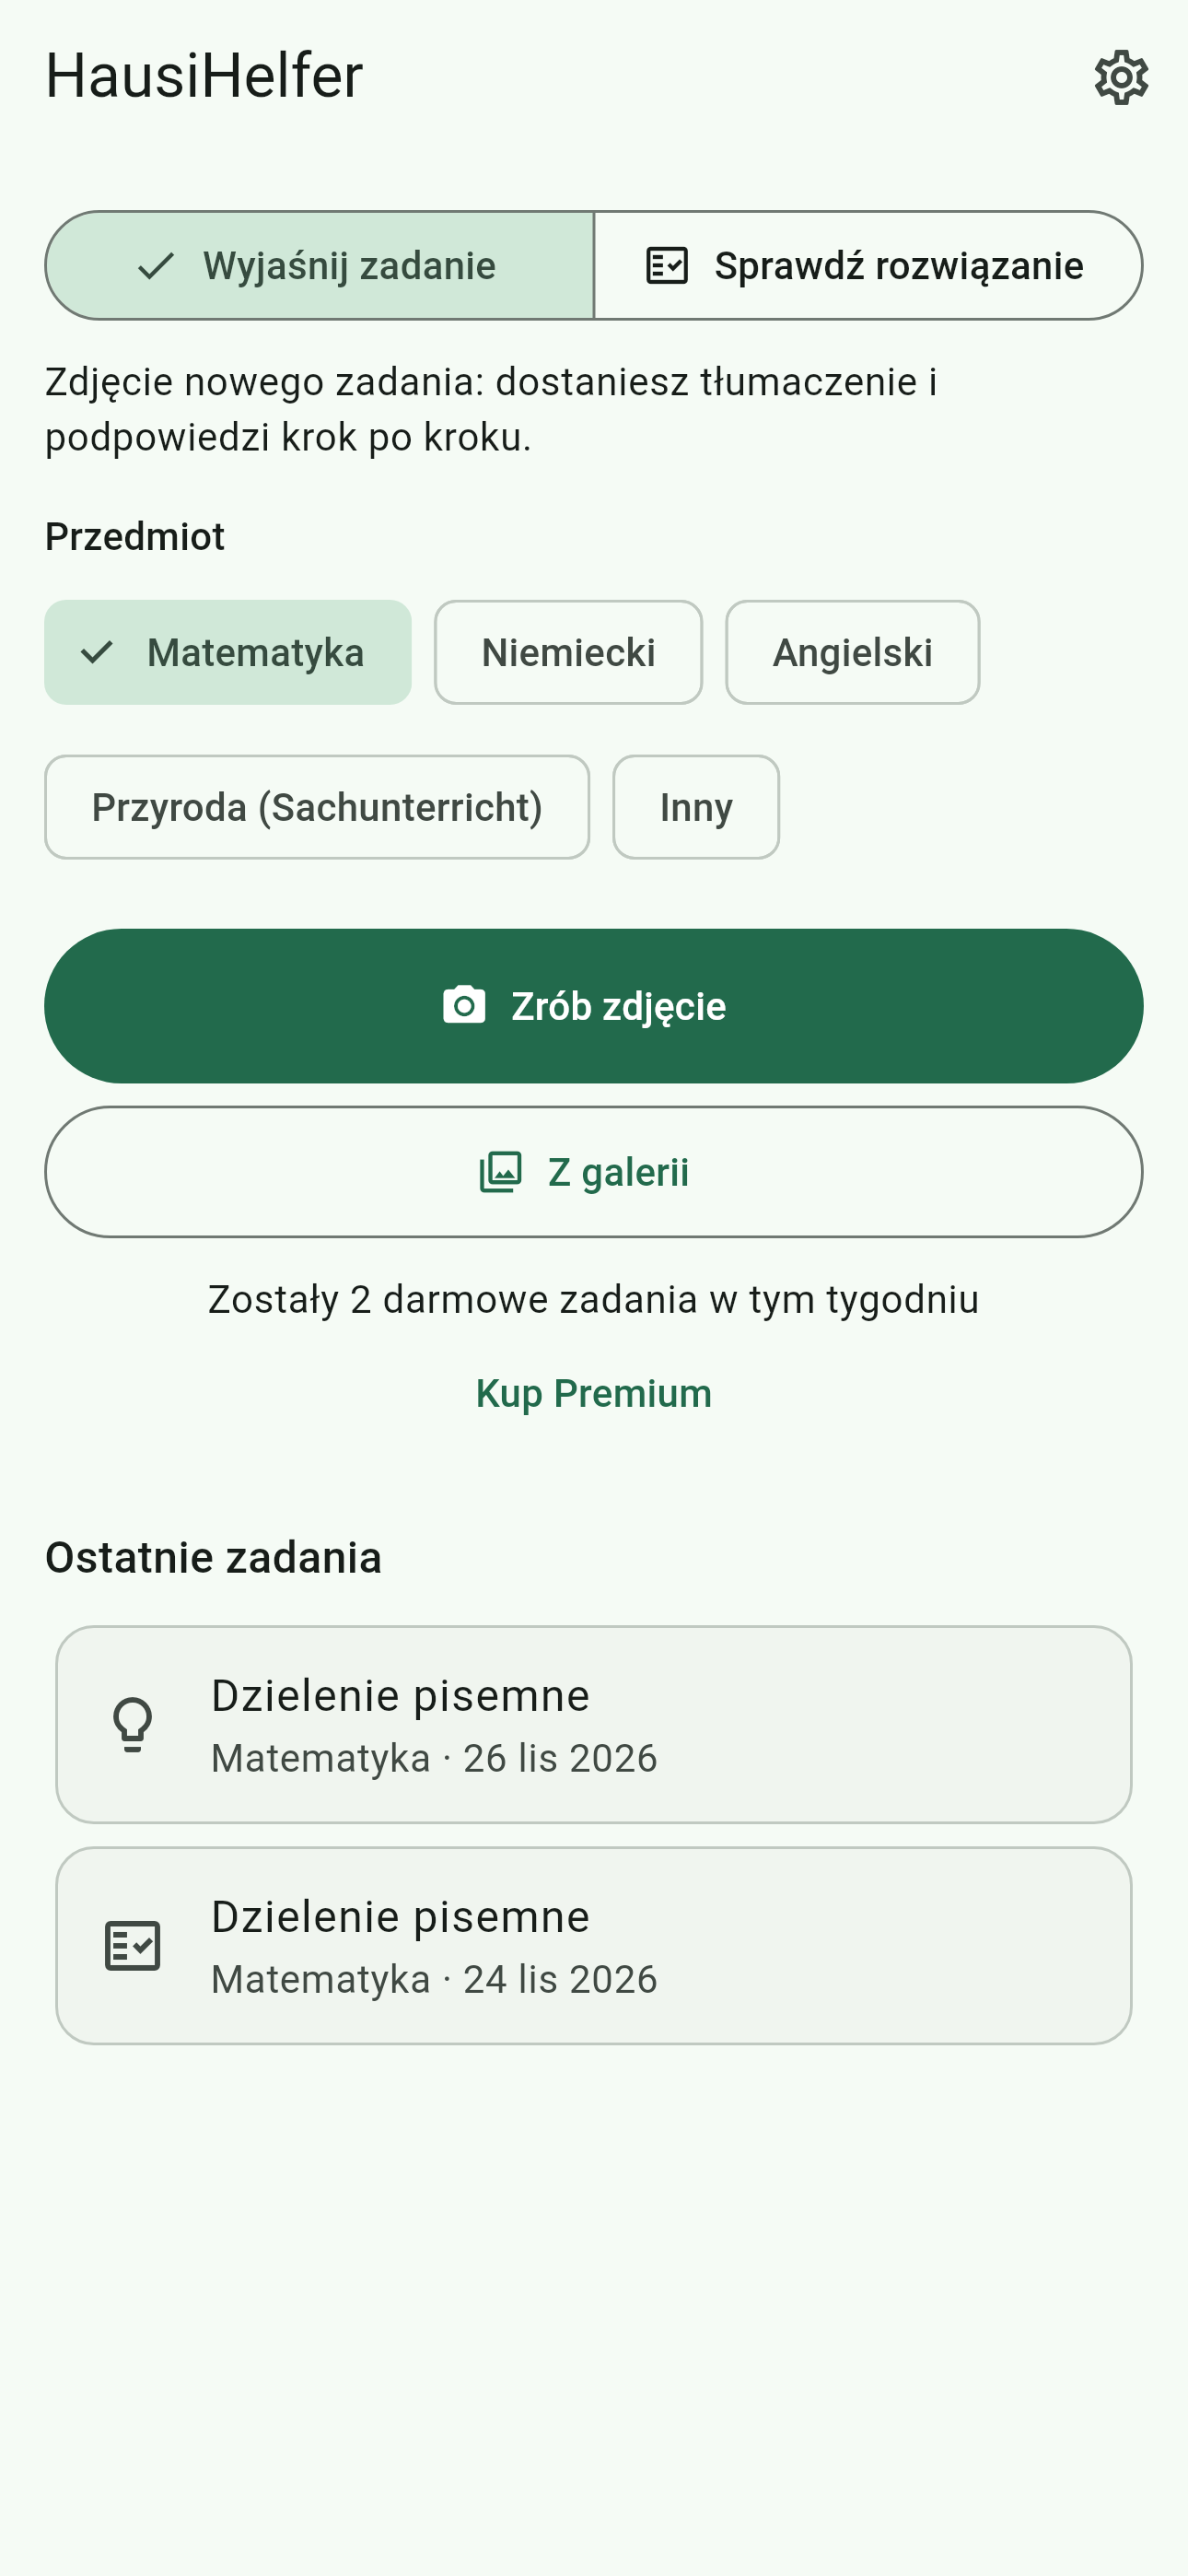 HausiHelfer
Wyjaśnij zadanie
Sprawdź rozwiązanie
Zdjęcie nowego zadania: dostaniesz tłumaczenie i
podpowiedzi krok po kroku.
Przedmiot
Matematyka
Niemiecki
Angielski
Przyroda (Sachunterricht)
Inny
Zrób zdjęcie
Z galerii
Zostały 2 darmowe zadania w tym tygodniu
Kup Premium
Ostatnie zadania
Dzielenie pisemne
Matematyka · 26 lis 2026
Dzielenie pisemne
Matematyka · 24 lis 2026